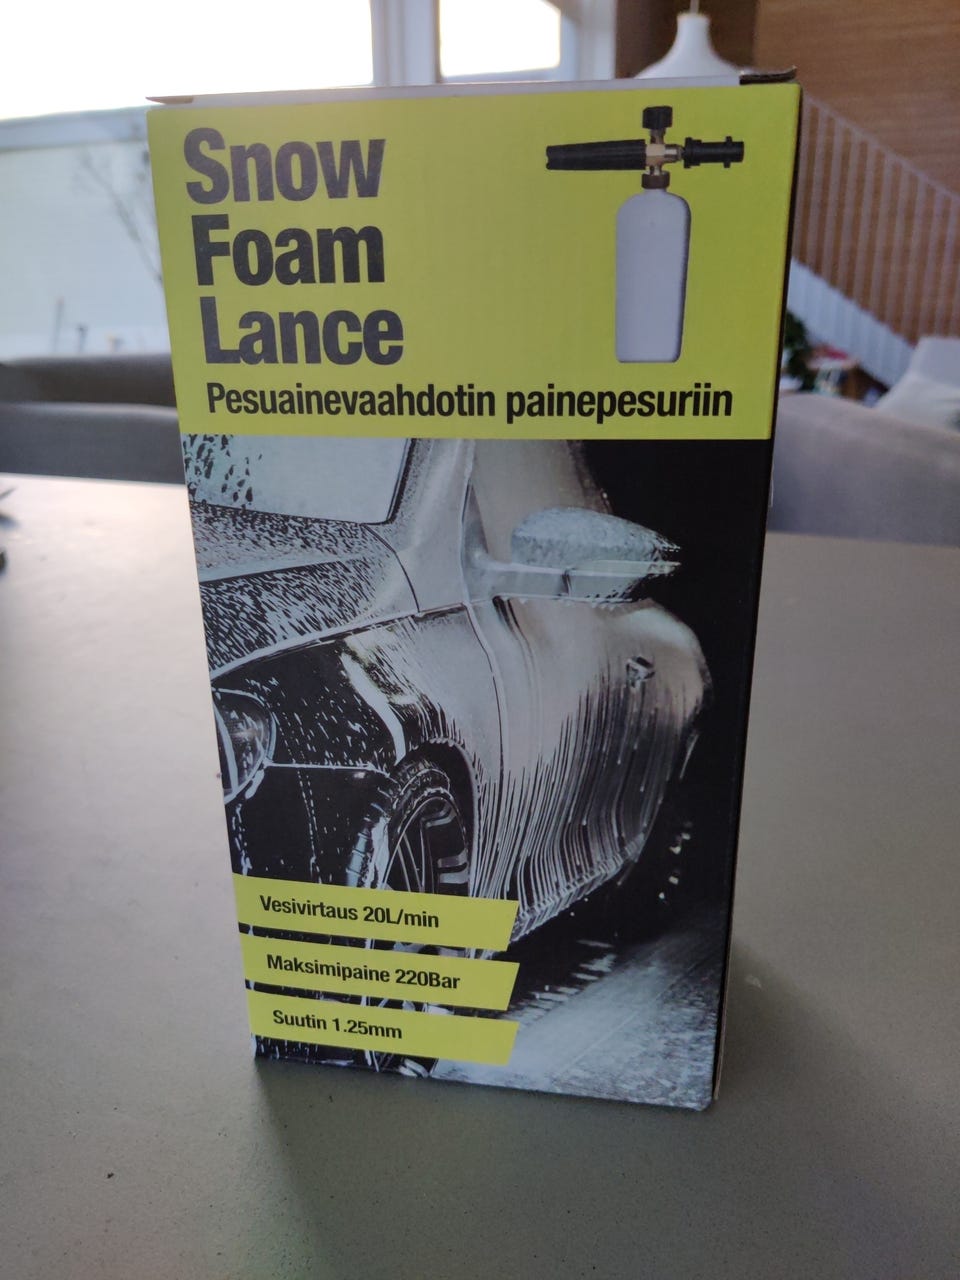 Snow
Foam
Lance
Pesuainevaahdotin painepesuriin
Vesivirtaus 20L/min
Maksimipaine 220Bar
Suutin 1.25mm